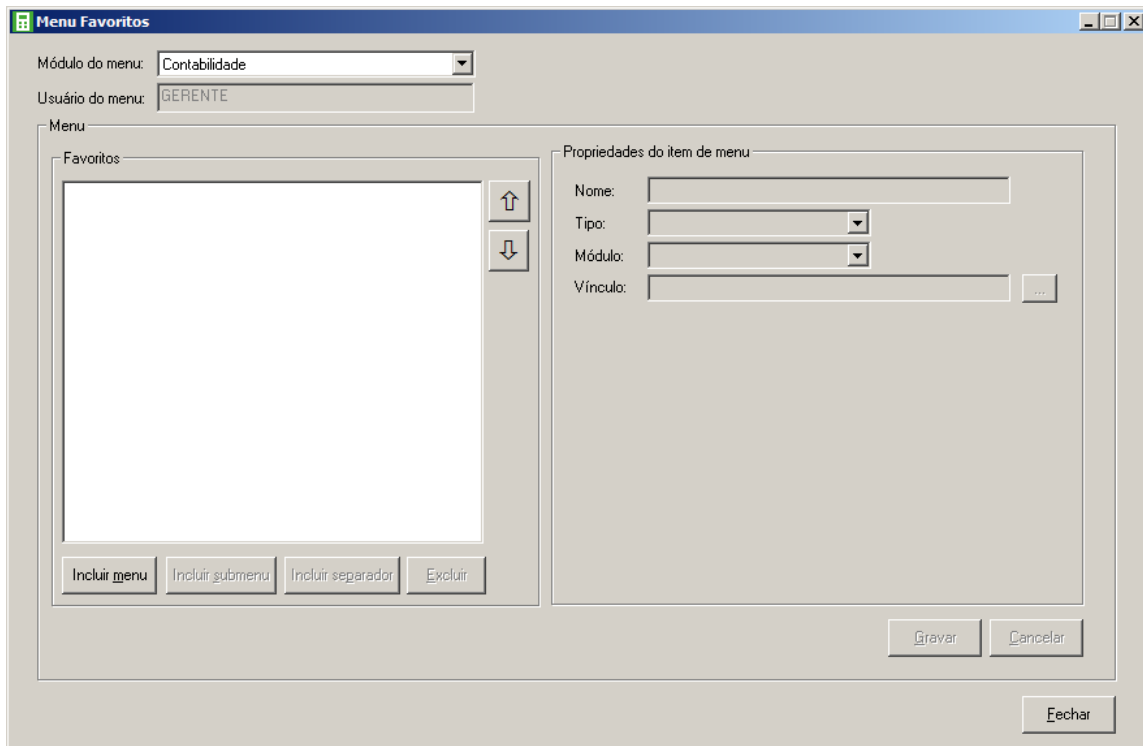 Menu Favoritos
Módulo do menu: Contabilidade
Usuário do menu: GERENTE
Menu
Favoritos
Propriedades do item de menu
Nome:
Tipo:
Módulo:
Vínculo: ...
Incluir menu Incluir submenu Incluir separador Excluir
Gravar Cancelar
Fechar